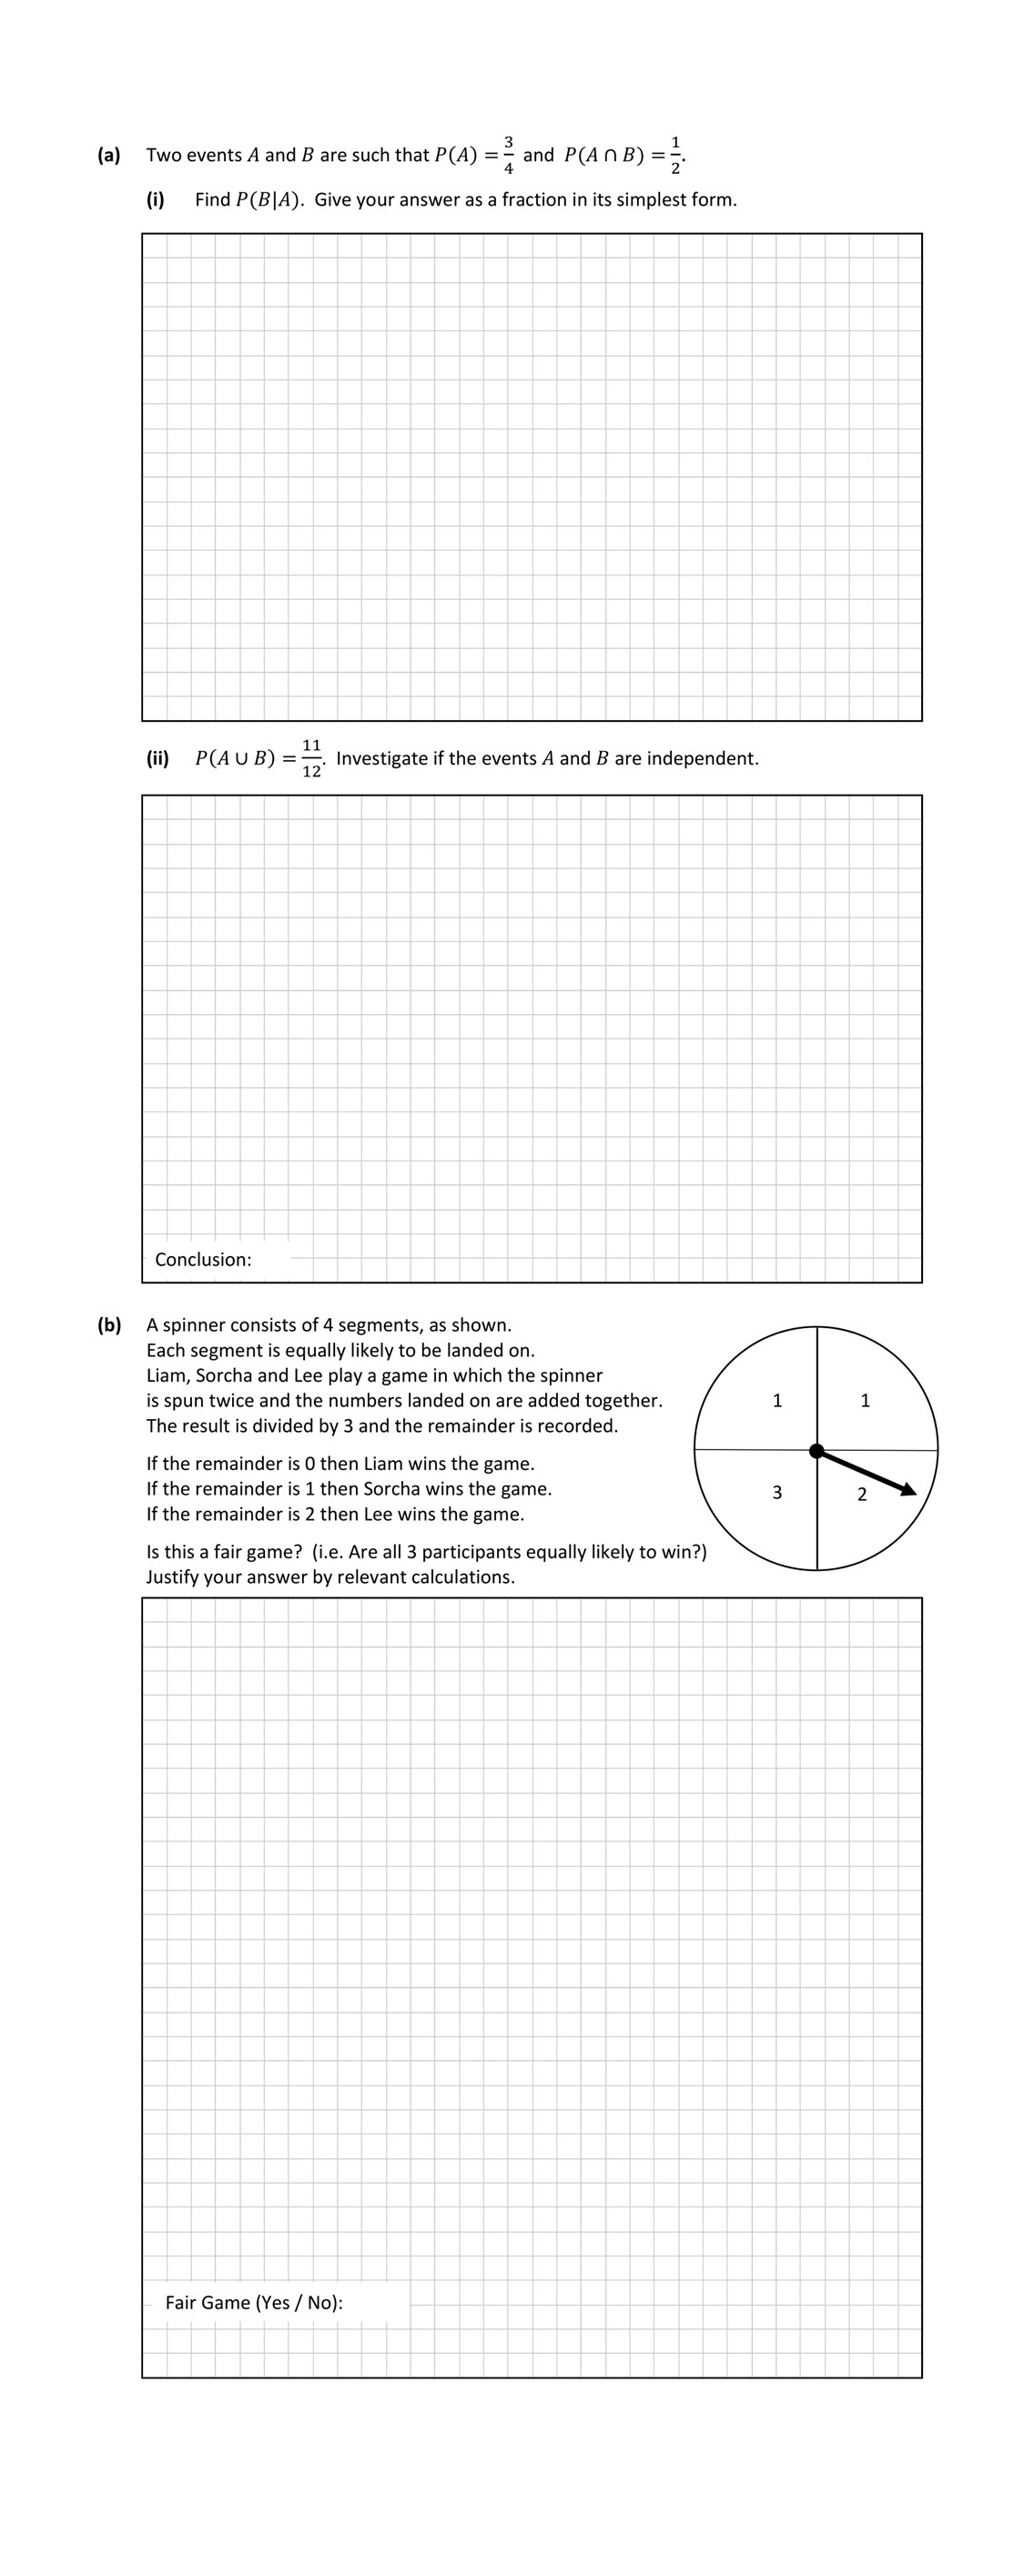 (a) Two events A and B are such that P(A) = 3/4 and P(A ∩ B) = 1/2.
(i) Find P(B|A). Give your answer as a fraction in its simplest form.
(ii) P(A ∪ B) = 11/12. Investigate if the events A and B are independent.
Conclusion:
(b) A spinner consists of 4 segments, as shown.
Each segment is equally likely to be landed on.
Liam, Sorcha and Lee play a game in which the spinner
is spun twice and the numbers landed on are added together.
The result is divided by 3 and the remainder is recorded.
If the remainder is 0 then Liam wins the game.
If the remainder is 1 then Sorcha wins the game.
If the remainder is 2 then Lee wins the game.
Is this a fair game? (i.e. Are all 3 participants equally likely to win?)
Justify your answer by relevant calculations.
1 1
3 2
Fair Game (Yes / No):